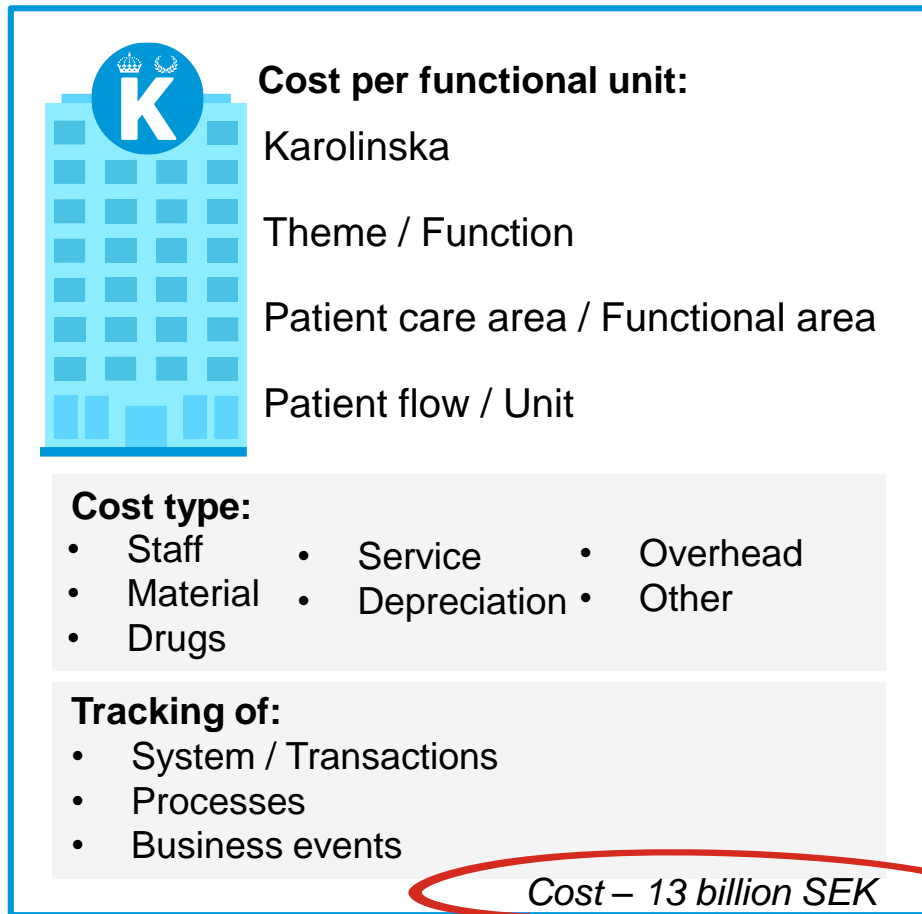 K
Cost per functional unit:
Karolinska
Theme / Function
Patient care area / Functional area
Patient flow / Unit
Cost type:
• Staff
• Material
• Drugs
• Service
• Depreciation
• Overhead
• Other
Tracking of:
• System / Transactions
• Processes
• Business events
Cost – 13 billion SEK